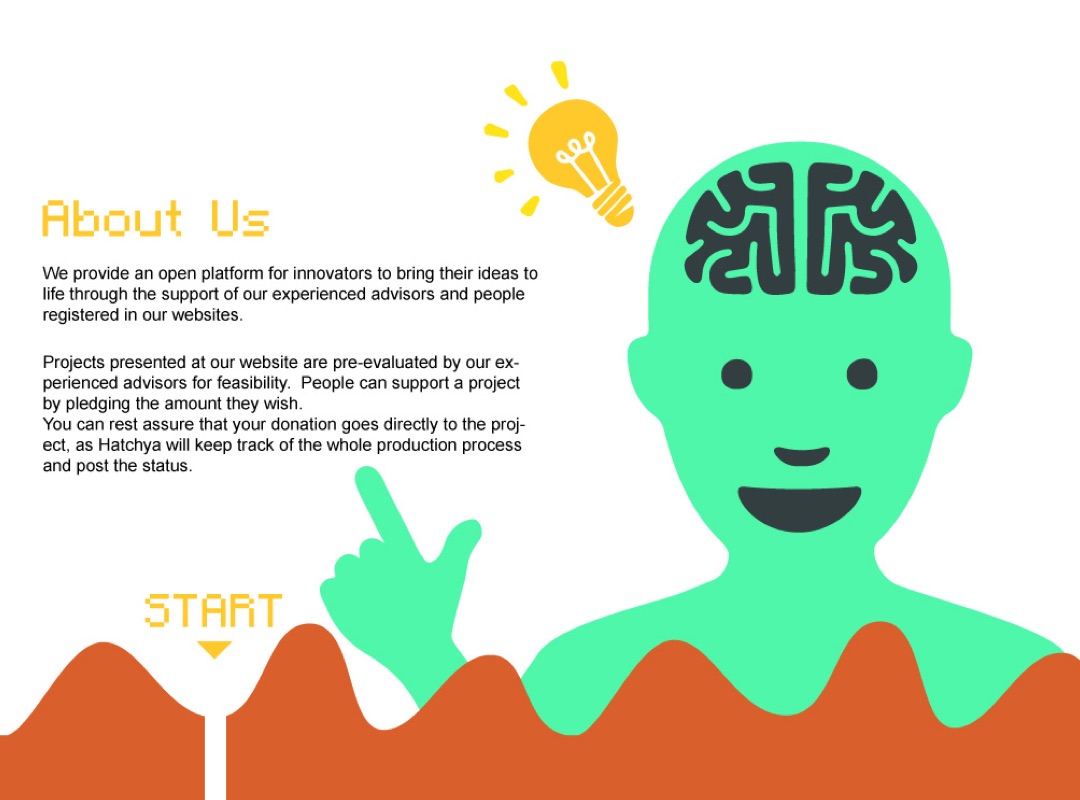 About Us
We provide an open platform for innovators to bring their ideas to
life through the support of our experienced advisors and people
registered in our websites.
Projects presented at our website are pre-evaluated by our ex-
perienced advisors for feasibility.  People can support a project
by pledging the amount they wish.
You can rest assure that your donation goes directly to the proj-
ect, as Hatchya will keep track of the whole production process
and post the status.
START